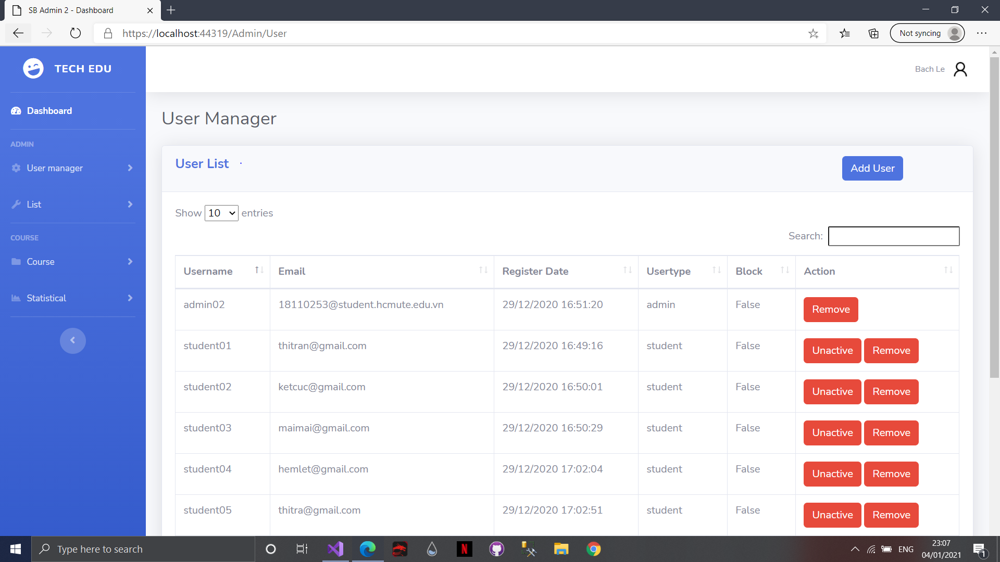 SB Admin 2 - Dashboard
https://localhost:44319/Admin/User
Not syncing
TECH EDU
Bach Le
Dashboard
ADMIN
User manager
List
COURSE
Course
Statistical
User Manager
User List
Add User
Show 10 entries
Search:
Username Email Register Date Usertype Block Action
admin02 18110253@student.hcmute.edu.vn 29/12/2020 16:51:20 admin False Remove
student01 thitran@gmail.com 29/12/2020 16:49:16 student False Unactive Remove
student02 ketcuc@gmail.com 29/12/2020 16:50:01 student False Unactive Remove
student03 maimai@gmail.com 29/12/2020 16:50:29 student False Unactive Remove
student04 hemlet@gmail.com 29/12/2020 17:02:04 student False Unactive Remove
student05 thitra@gmail.com 29/12/2020 17:02:51 student False Unactive Remove
Type here to search
N
ENG
23:07
04/01/2021
1